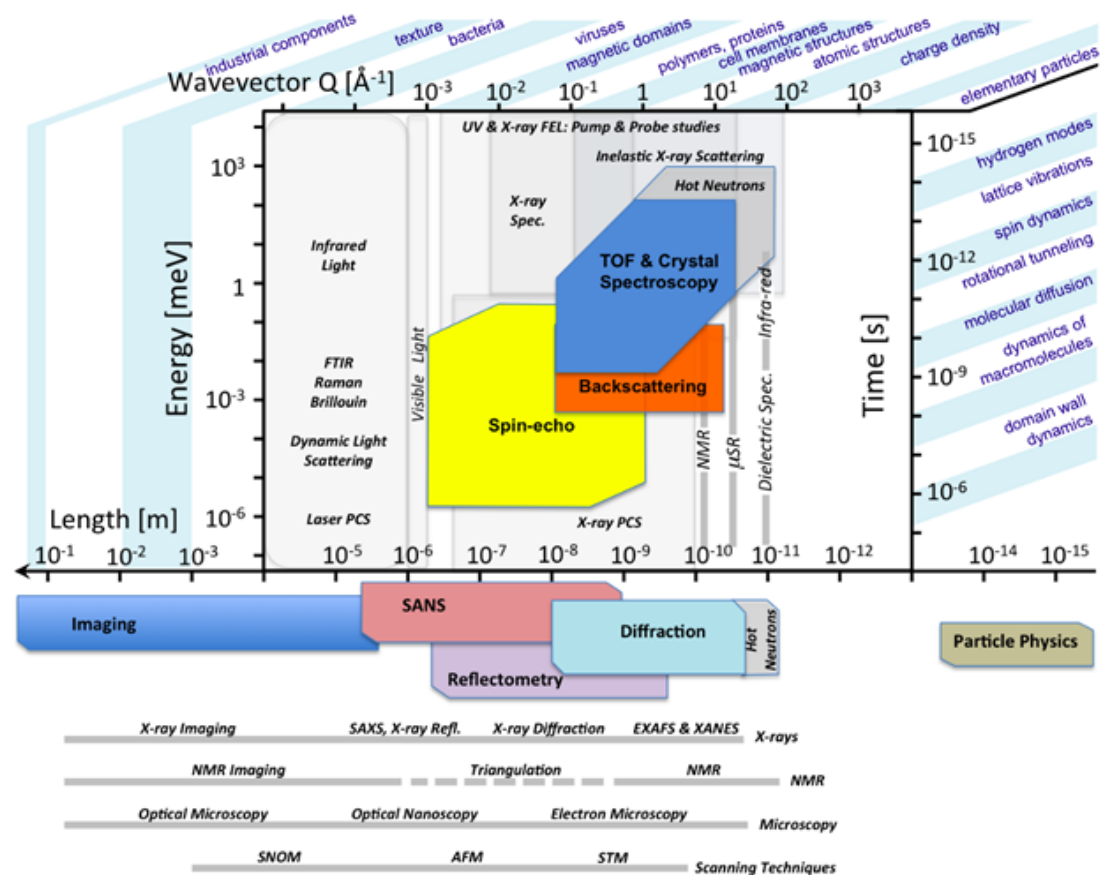 industrial components
texture
bacteria
viruses
magnetic domains
polymers, proteins
cell membranes
magnetic structures
atomic structures
charge density
elementary particles
Wavevector Q [Å⁻¹]
10⁻³ 10⁻² 10⁻¹ 1 10¹ 10² 10³
UV & X-ray FEL: Pump & Probe studies
Inelastic X-ray Scattering
Hot Neutrons
X-ray
Spec.
Infrared
Light
TOF & Crystal
Spectroscopy
Infra-red
Visible Light
FTIR
Raman
Brillouin
Backscattering
Spin-echo
Dynamic Light
Scattering
NMR
µSR
Dielectric Spec.
Laser PCS
X-ray PCS
Energy [meV]
10³
1
10⁻³
10⁻⁶
Time [s]
10⁻¹⁵
10⁻¹²
10⁻⁹
10⁻⁶
hydrogen modes
lattice vibrations
spin dynamics
rotational tunneling
molecular diffusion
dynamics of
macromolecules
domain wall
dynamics
Length [m]
10⁻¹ 10⁻² 10⁻³ 10⁻⁵ 10⁻⁶ 10⁻⁷ 10⁻⁸ 10⁻⁹ 10⁻¹⁰ 10⁻¹¹ 10⁻¹² 10⁻¹⁴ 10⁻¹⁵
Imaging
SANS
Diffraction
Hot
Neutrons
Particle Physics
Reflectometry
X-ray Imaging SAXS, X-ray Refl. X-ray Diffraction EXAFS & XANES X-rays
NMR Imaging Triangulation NMR NMR
Optical Microscopy Optical Nanoscopy Electron Microscopy Microscopy
SNOM AFM STM Scanning Techniques